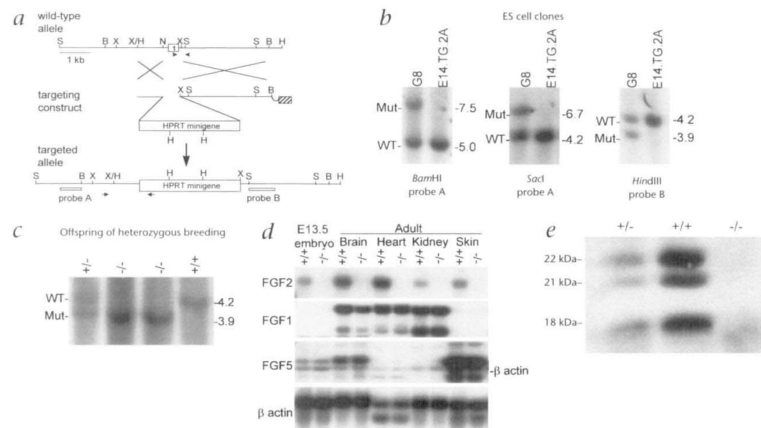 a
wild-type
allele
S B X X/H N 1 XS S B H
1 kb
targeting
construct
XS S B
HPRT minigene
H H
targeted
allele
S B X X/H H H X S B H
HPRT minigene
probe A
probe B
b
ES cell clones
G8
E14.TG 2A
Mut-
-7.5
WT-
-5.0
BamHI
probe A
G8
E14.TG 2A
-6.7
Mut-
WT-
-4.2
SacI
probe A
G8
E14.TG 2A
WT-
-4.2
Mut-
-3.9
HindIII
probe B
c
Offspring of heterozygous breeding
+/- -/- -/- +/+
WT-
-4.2
Mut-
-3.9
d
E13.5
embryo
Adult
Brain Heart Kidney Skin
+/+ -/- +/+ -/- +/+ -/- +/+ -/- +/+ -/-
FGF2
FGF1
FGF5
-β actin
β actin
e
+/- +/+ -/-
22 kDa-
21 kDa-
18 kDa-